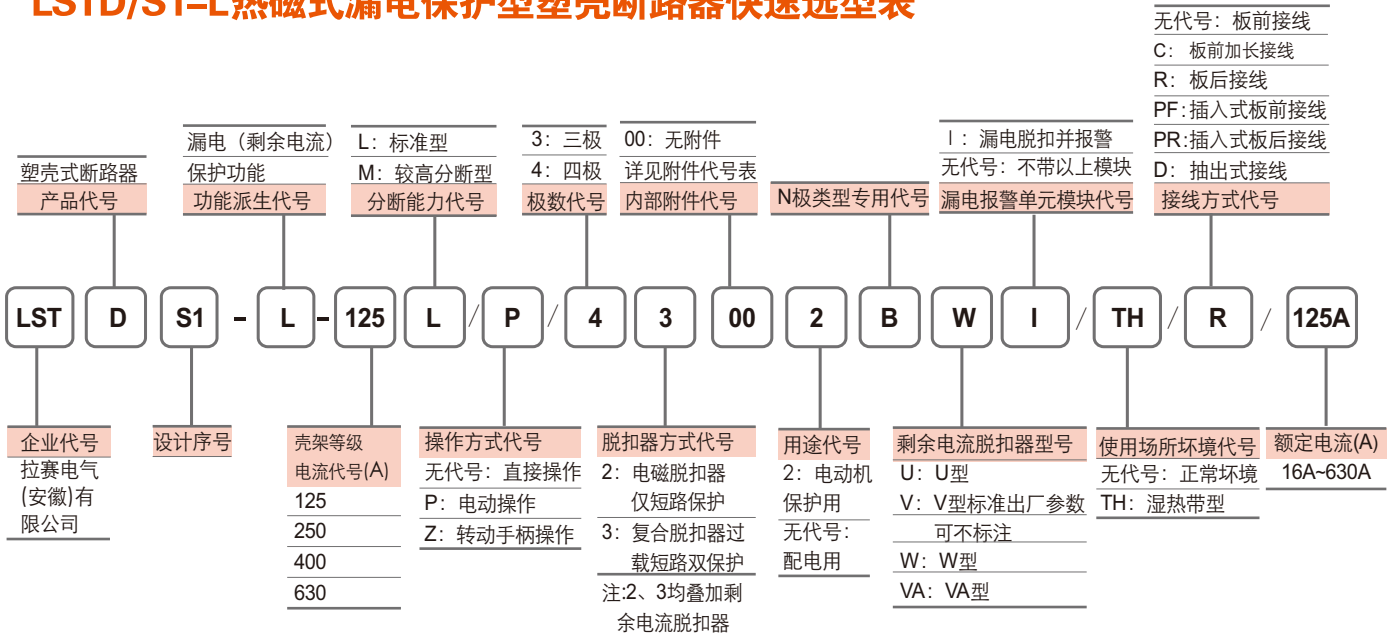 LSTD/S1-L热磁式漏电保护型塑壳断路器快速选型表
塑壳式断路器
产品代号
漏电（剩余电流）
保护功能
功能派生代号
L：标准型
M：较高分断型
分断能力代号
3：三极
4：四极
极数代号
00：无附件
详见附件代号表
内部附件代号
N极类型专用代号
I：漏电脱扣并报警
无代号：不带以上模块
漏电报警单元模块代号
无代号：板前接线
C：板前加长接线
R：板后接线
PF:插入式板前接线
PR:插入式板后接线
D：抽出式接线
接线方式代号
LST D S1 - L - 125 L / P / 4 3 00 2 B W I / TH / R / 125A
企业代号
拉赛电气
(安徽)有
限公司
设计序号
壳架等级
电流代号(A)
125
250
400
630
操作方式代号
无代号：直接操作
P：电动操作
Z：转动手柄操作
脱扣器方式代号
2：电磁脱扣器
仅短路保护
3：复合脱扣器过
载短路双保护
注:2、3均叠加剩
余电流脱扣器
用途代号
2：电动机
保护用
无代号：
配电用
剩余电流脱扣器型号
U：U型
V：V型标准出厂参数
可不标注
W：W型
VA：VA型
使用场所坏境代号
无代号：正常坏境
TH：湿热带型
额定电流(A)
16A~630A